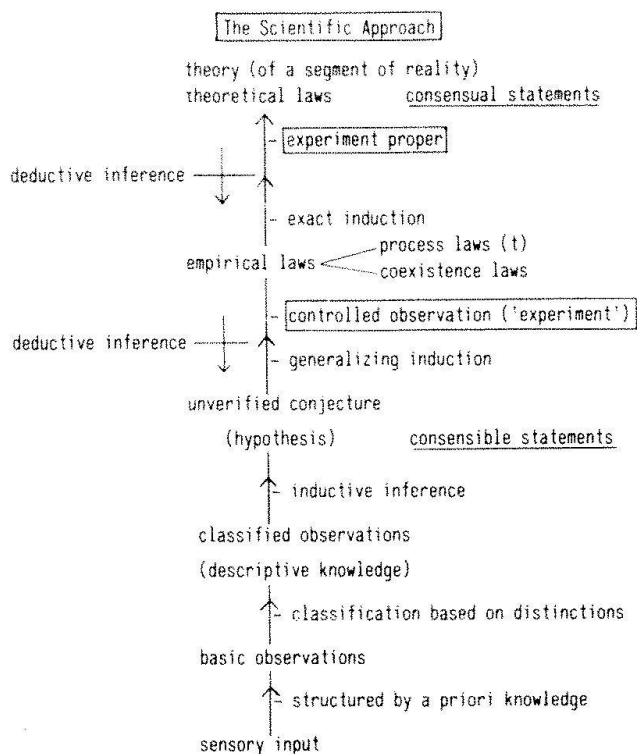 The Scientific Approach
theory (of a segment of reality)
theoretical laws consensual statements
experiment proper
deductive inference
exact induction
process laws (t)
empirical laws
coexistence laws
controlled observation ('experiment')
deductive inference
generalizing induction
unverified conjecture
(hypothesis) consensible statements
inductive inference
classified observations
(descriptive knowledge)
classification based on distinctions
basic observations
structured by a priori knowledge
sensory input